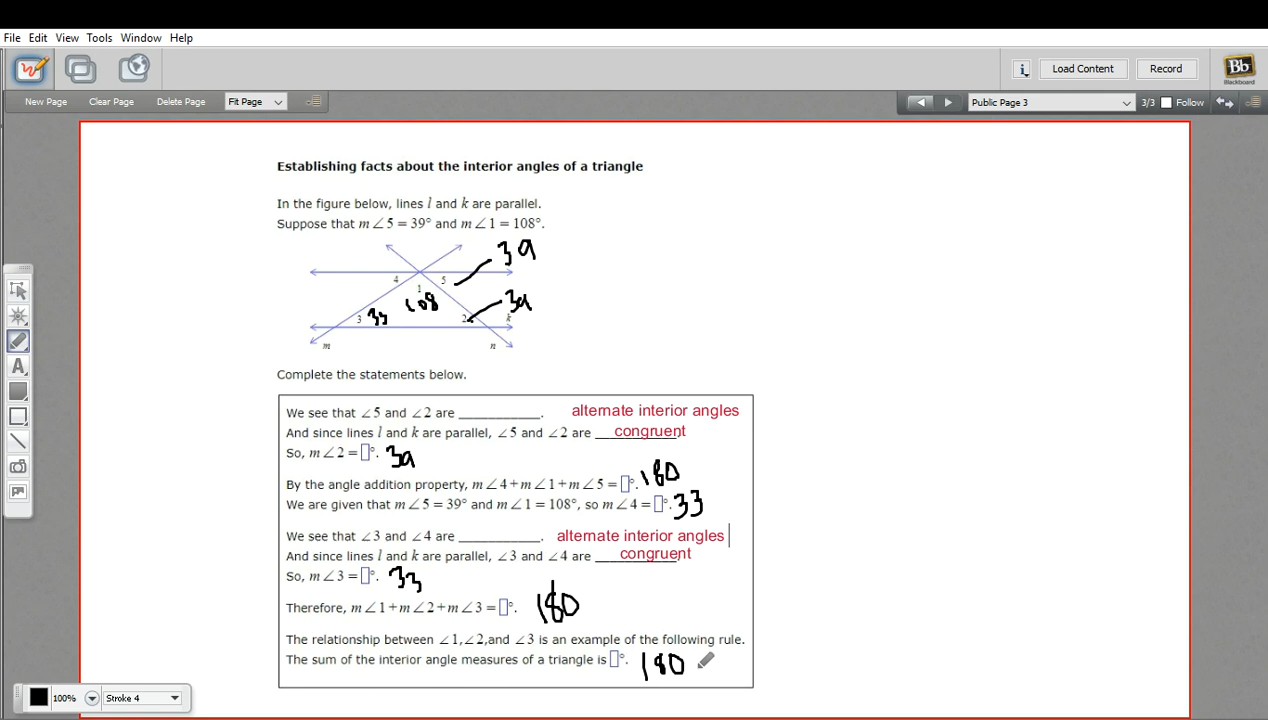 File Edit View Tools Window Help
Load Content Record Bb Blackboard
New Page Clear Page Delete Page Fit Page Public Page 3 3/3 Follow
Establishing facts about the interior angles of a triangle
In the figure below, lines l and k are parallel.
Suppose that m∠5 = 39° and m∠1 = 108°.
39
4 5
1
108 39
3 33 2 k
m n
Complete the statements below.
We see that ∠5 and ∠2 are ___________. alternate interior angles
And since lines l and k are parallel, ∠5 and ∠2 are ___________. congruent
So, m∠2 = □°. 39
By the angle addition property, m∠4 + m∠1 + m∠5 = □°. 180
We are given that m∠5 = 39° and m∠1 = 108°, so m∠4 = □°. 33
We see that ∠3 and ∠4 are ___________. alternate interior angles
And since lines l and k are parallel, ∠3 and ∠4 are ___________. congruent
So, m∠3 = □°. 33
Therefore, m∠1 + m∠2 + m∠3 = □°. 180
The relationship between ∠1,∠2,and ∠3 is an example of the following rule.
The sum of the interior angle measures of a triangle is □°. 180
100% Stroke 4